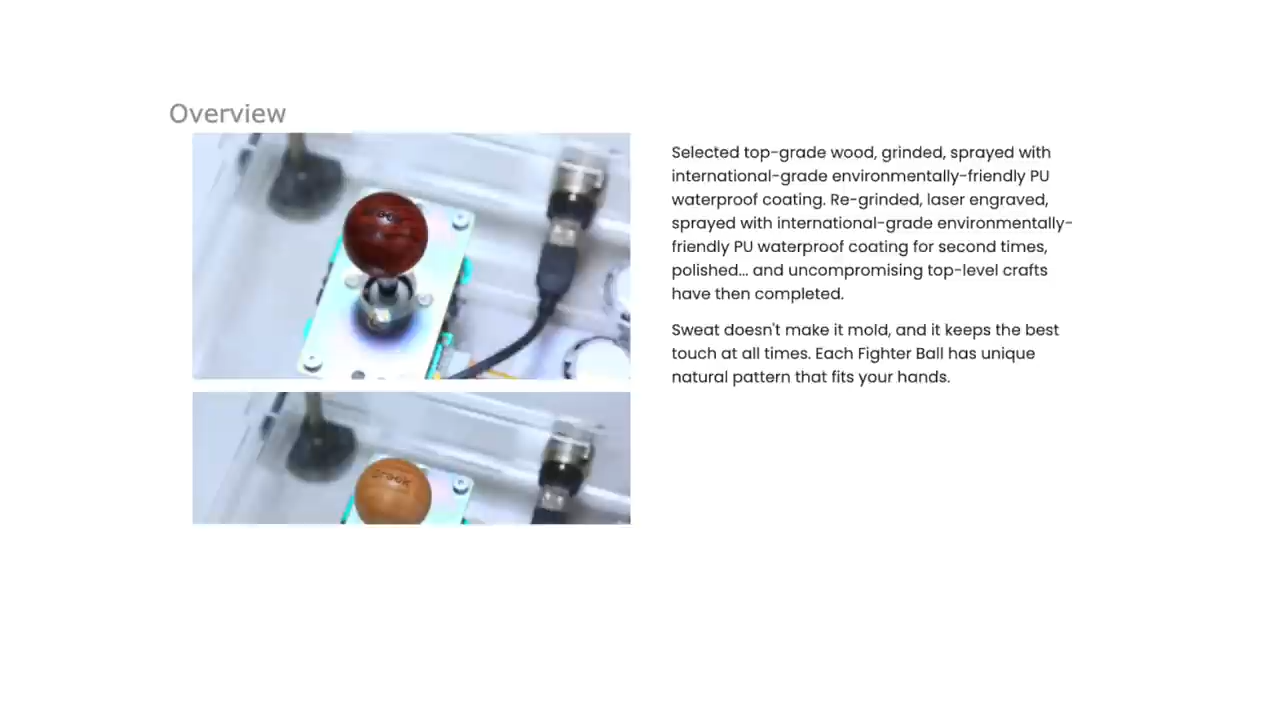 Overview
Selected top-grade wood, grinded, sprayed with
international-grade environmentally-friendly PU
waterproof coating. Re-grinded, laser engraved,
sprayed with international-grade environmentally-
friendly PU waterproof coating for second times,
polished... and uncompromising top-level crafts
have then completed.
Sweat doesn't make it mold, and it keeps the best
touch at all times. Each Fighter Ball has unique
natural pattern that fits your hands.